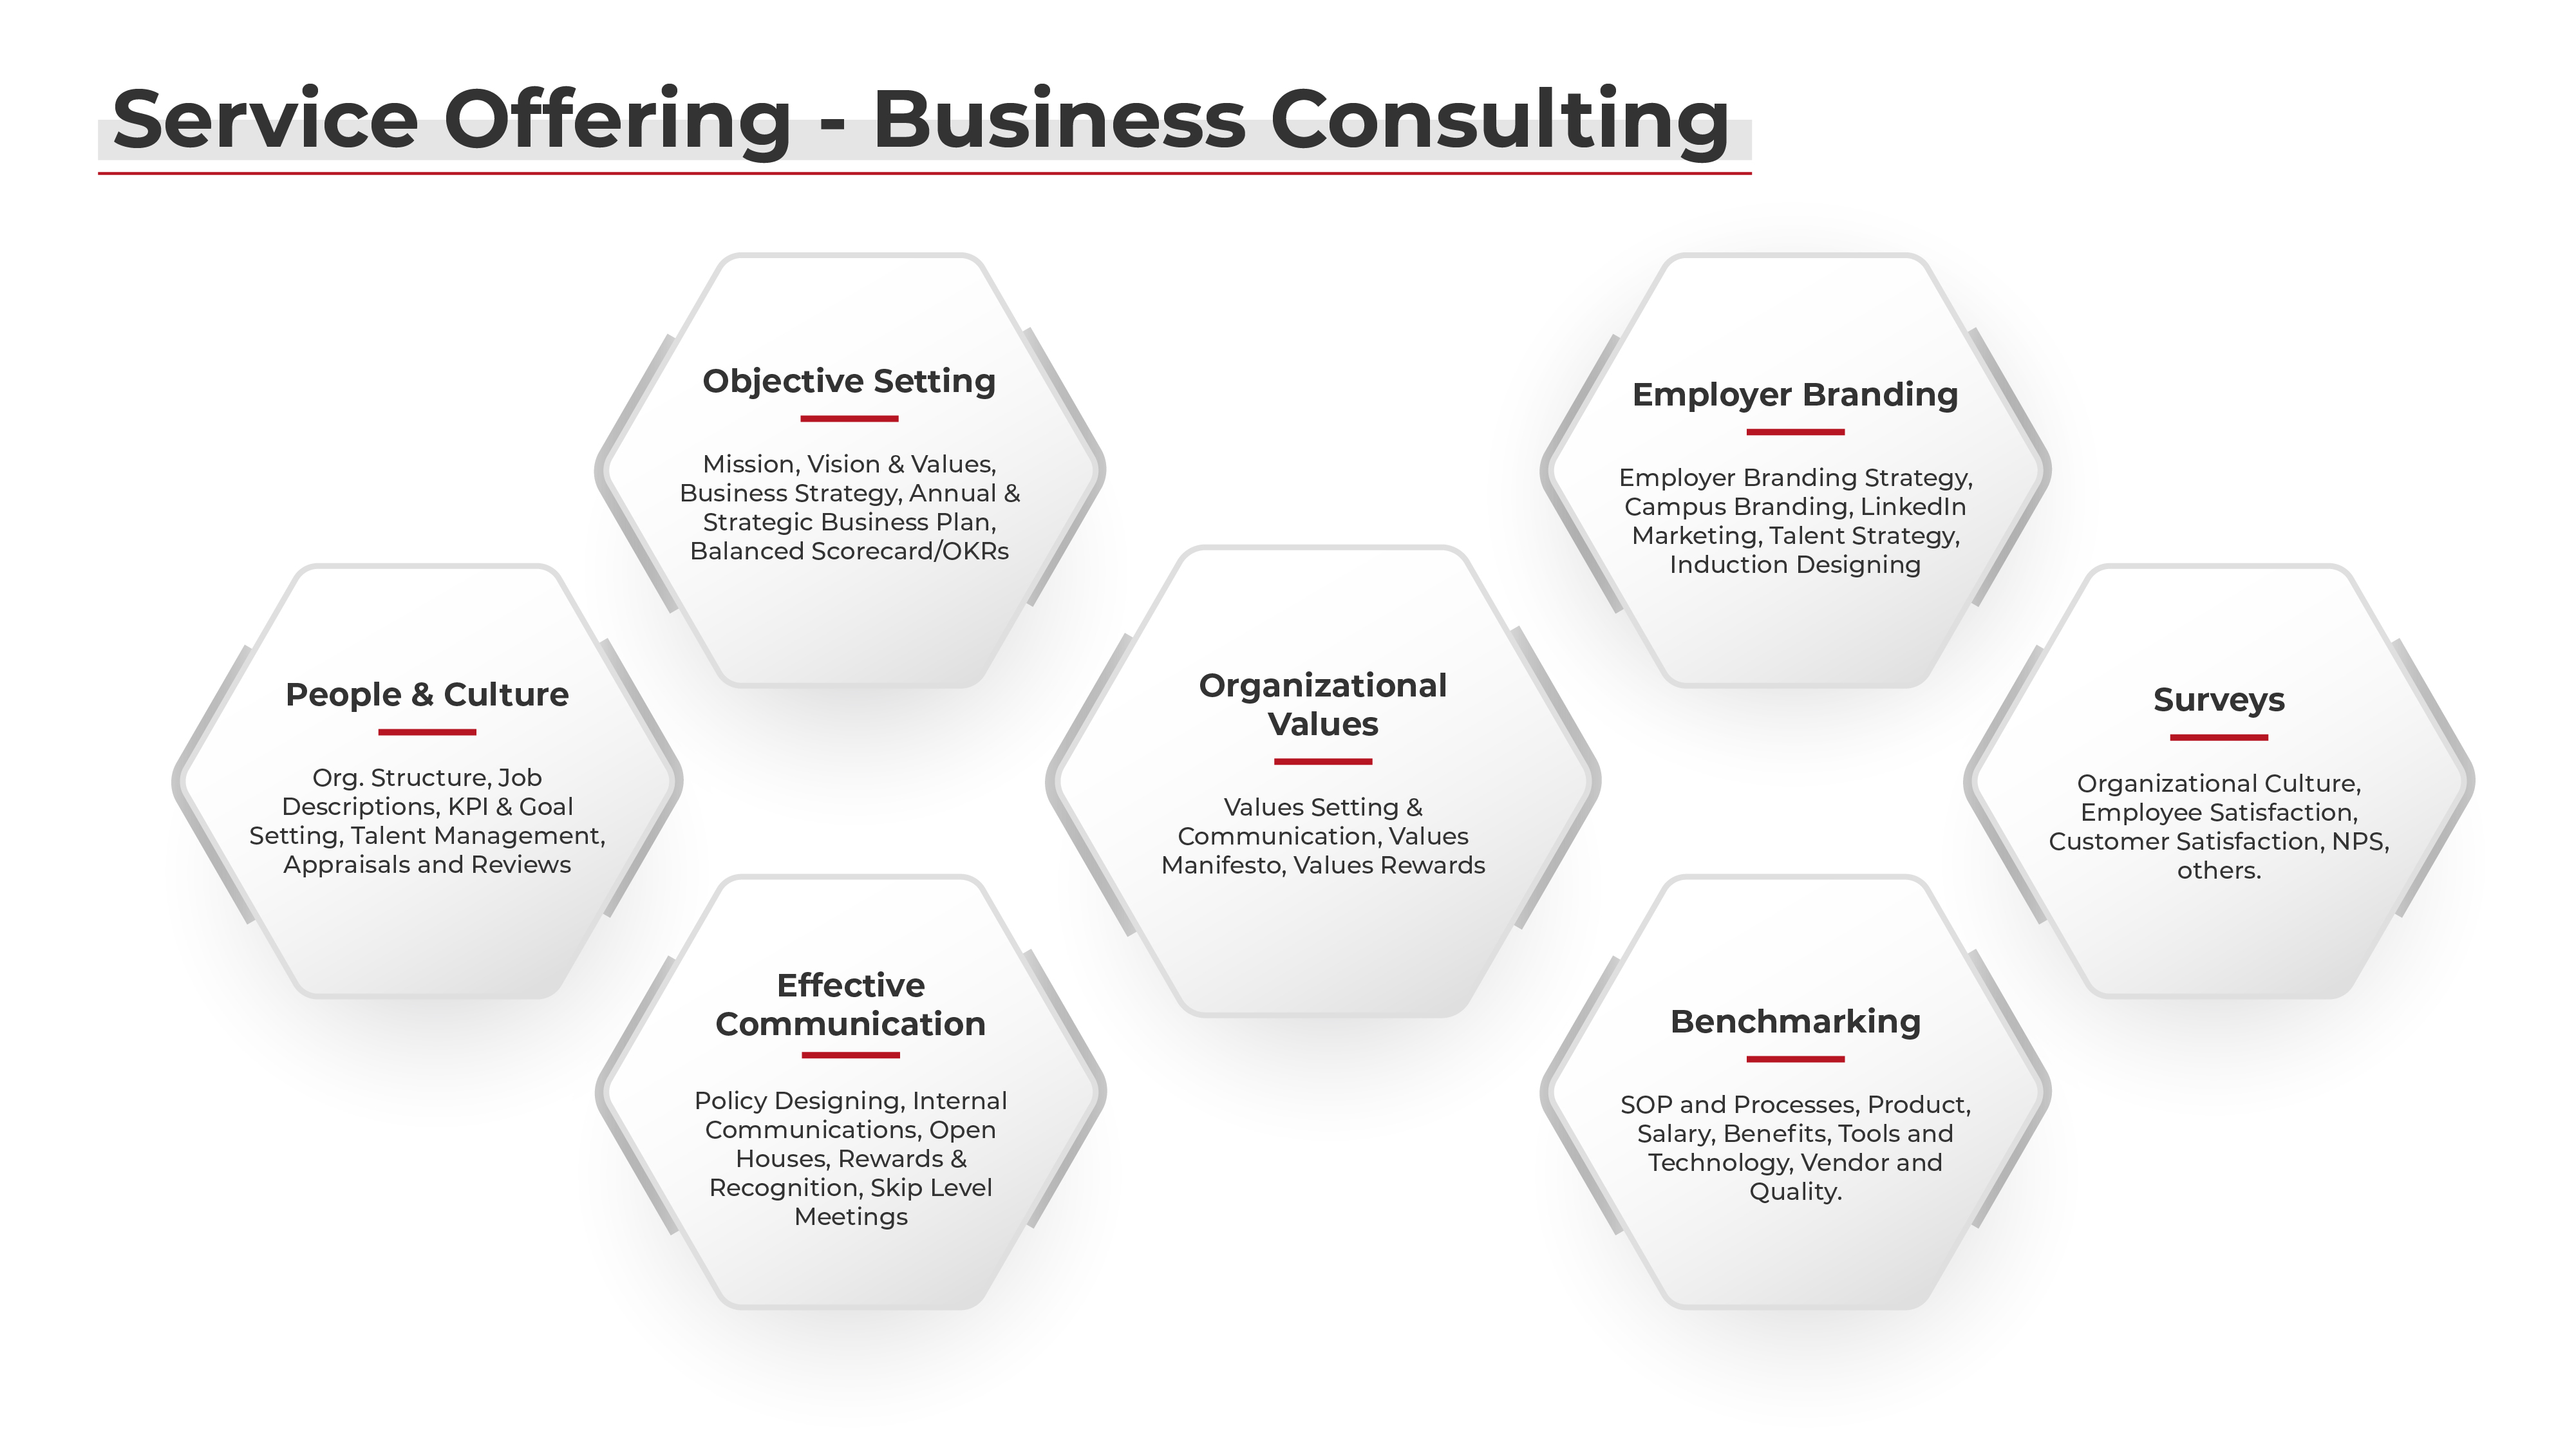 Service Offering - Business Consulting
Objective Setting
Mission, Vision & Values,
Business Strategy, Annual &
Strategic Business Plan,
Balanced Scorecard/OKRs
Employer Branding
Employer Branding Strategy,
Campus Branding, LinkedIn
Marketing, Talent Strategy,
Induction Designing
People & Culture
Org. Structure, Job
Descriptions, KPI & Goal
Setting, Talent Management,
Appraisals and Reviews
Organizational
Values
Values Setting &
Communication, Values
Manifesto, Values Rewards
Surveys
Organizational Culture,
Employee Satisfaction,
Customer Satisfaction, NPS,
others.
Effective
Communication
Policy Designing, Internal
Communications, Open
Houses, Rewards &
Recognition, Skip Level
Meetings
Benchmarking
SOP and Processes, Product,
Salary, Benefits, Tools and
Technology, Vendor and
Quality.